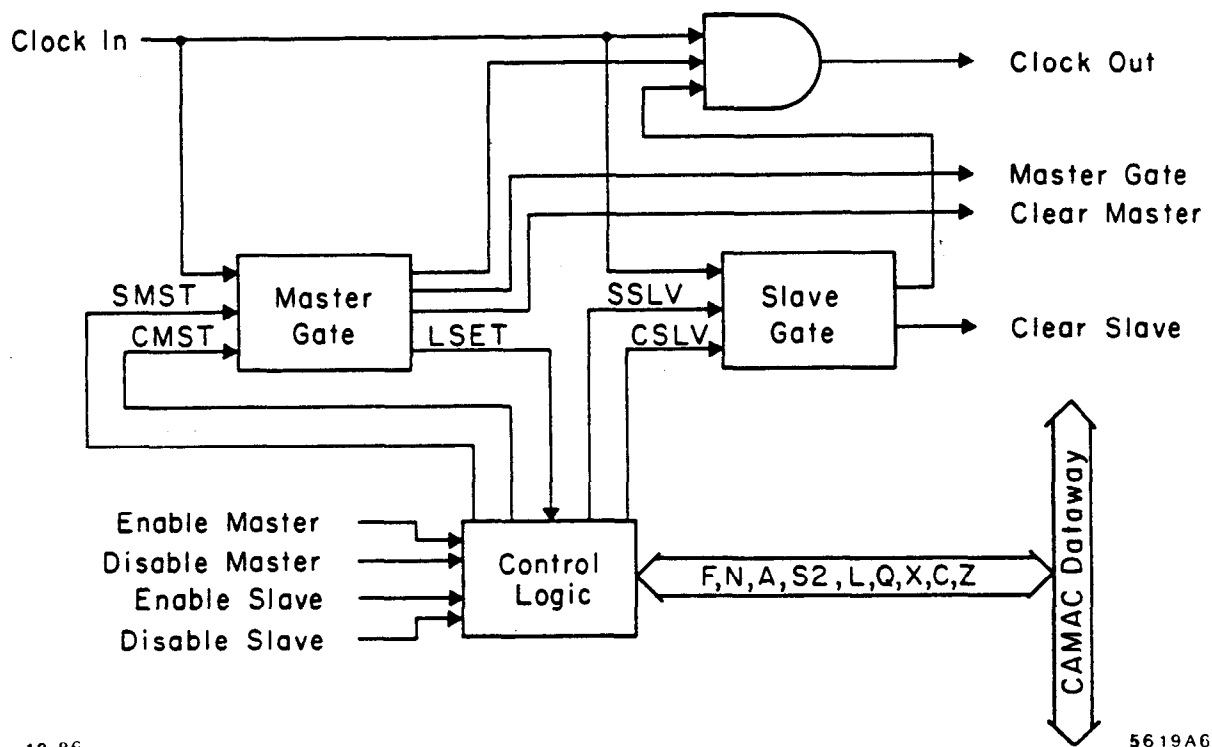 Clock In
Clock Out
Master Gate
Clear Master
SMST
Master
Gate
CMST
LSET
SSLV
Slave
Gate
CSLV
Clear Slave
Enable Master
Disable Master
Enable Slave
Disable Slave
Control
Logic
F,N,A,S2,L,Q,X,C,Z
CAMAC Dataway
5619A6